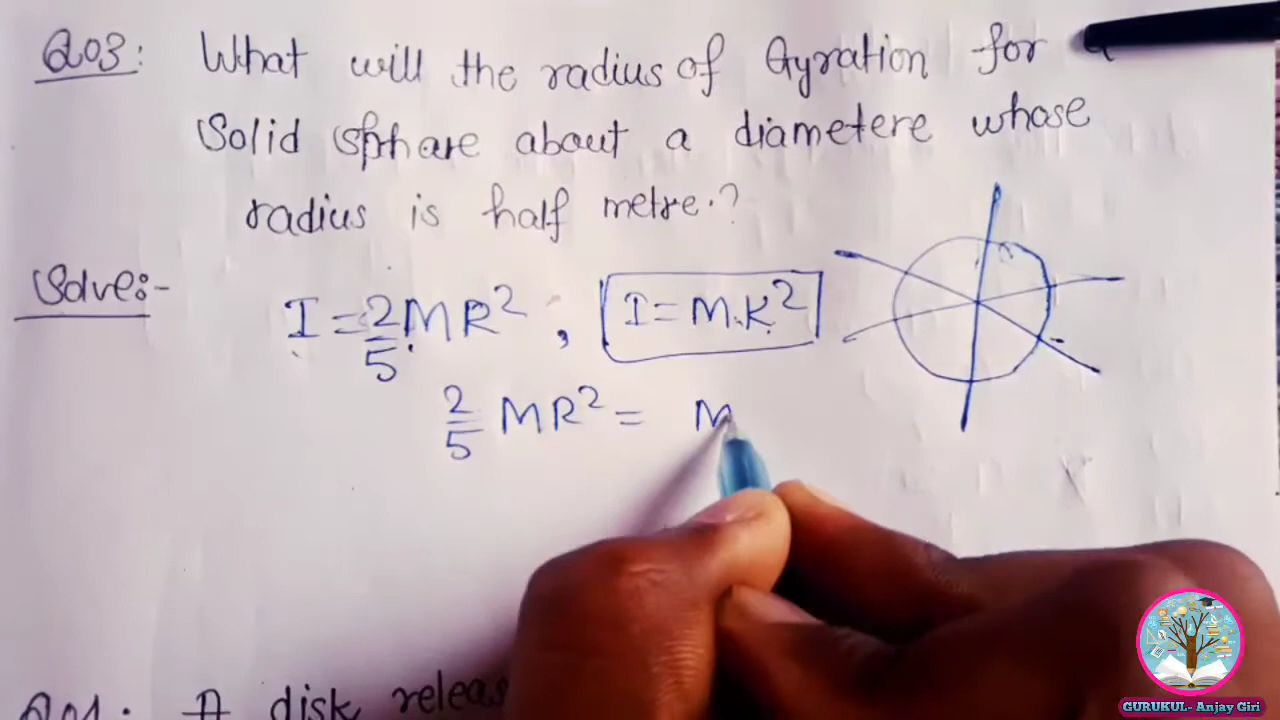 Q03: What will the radius of Gyration for a
Solid Sphare about a diametere whose
radius is half metre.?
Solve:-
I = 2/5 MR² ; I = M.K²
2/5 MR² = M
Q04: A disk relea
GURUKUL- Anjay Giri